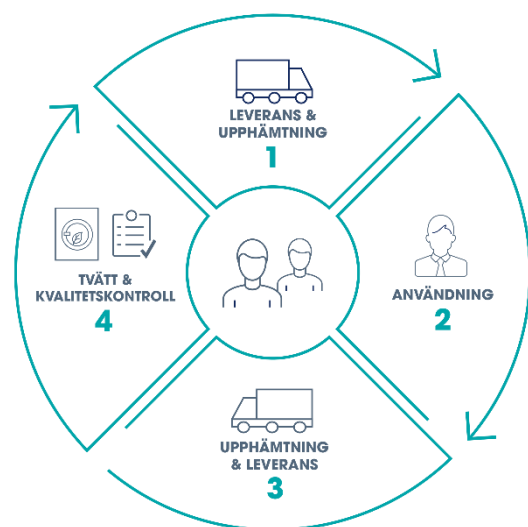 LEVERANS &
UPPHÄMTNING
1
ANVÄNDNING
2
UPPHÄMTNING
& LEVERANS
3
TVÄTT &
KVALITETSKONTROLL
4